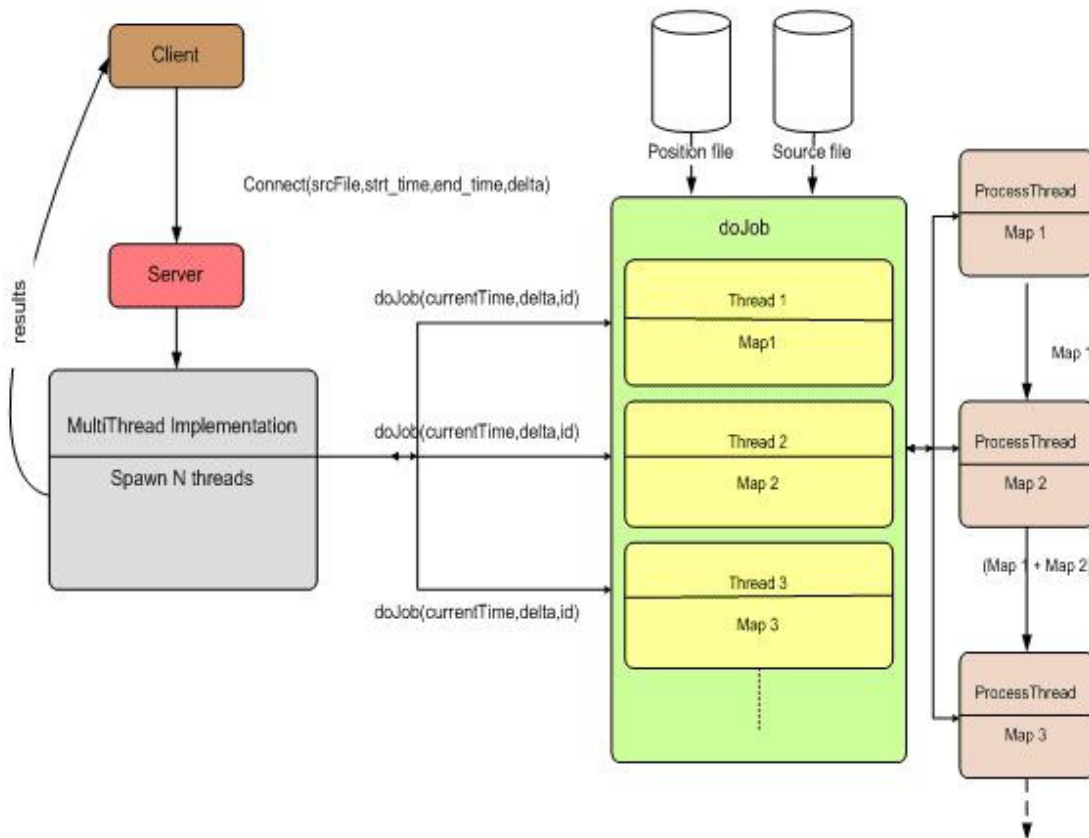 Client
Position file
Source file
Connect(srcFile,strt_time,end_time,delta)
ProcessThread
Map 1
doJob
Server
results
doJob(currentTime,delta,id)
Thread 1
Map1
Map 1
MultiThread Implementation
Spawn N threads
doJob(currentTime,delta,id)
Thread 2
Map 2
ProcessThread
Map 2
(Map 1 + Map 2
doJob(currentTime,delta,id)
Thread 3
Map 3
ProcessThread
Map 3